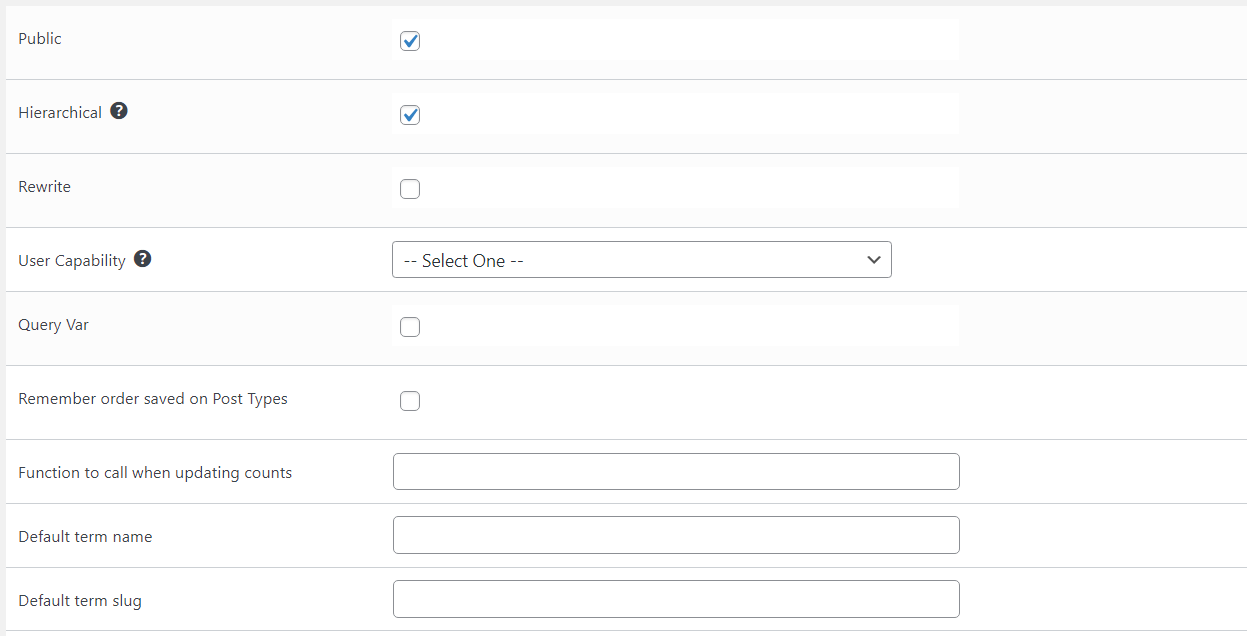 Public
Hierarchical ?
Rewrite
User Capability ? -- Select One --
Query Var
Remember order saved on Post Types
Function to call when updating counts
Default term name
Default term slug